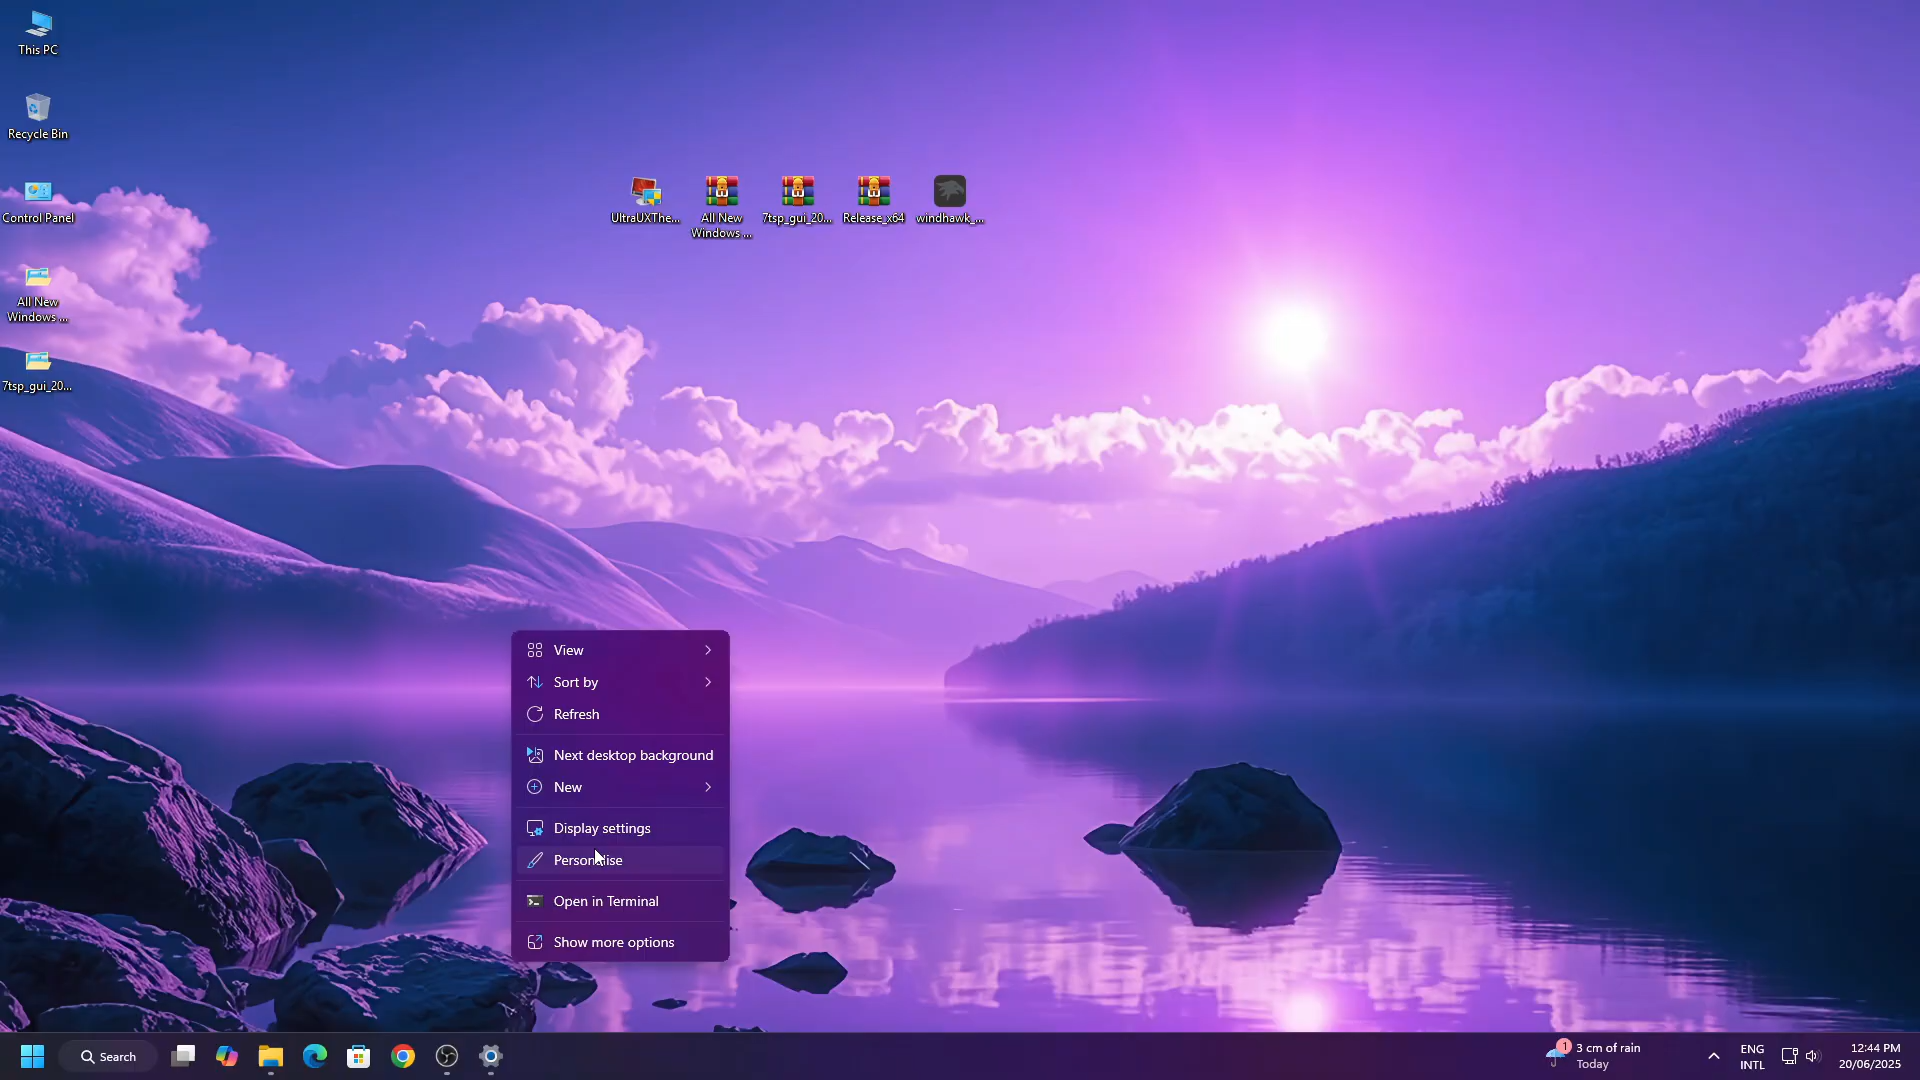 This PC
Recycle Bin
Control Panel
All New
Windows ...
7tsp_gui_20...
UltraUXThe...
All New
Windows ...
7tsp_gui_20...
Release_x64
windhawk_...
View
Sort by
Refresh
Next desktop background
New
Display settings
Personalise
Open in Terminal
Show more options
Search
1
3 cm of rain
Today
ENG
INTL
12:44 PM
20/06/2025